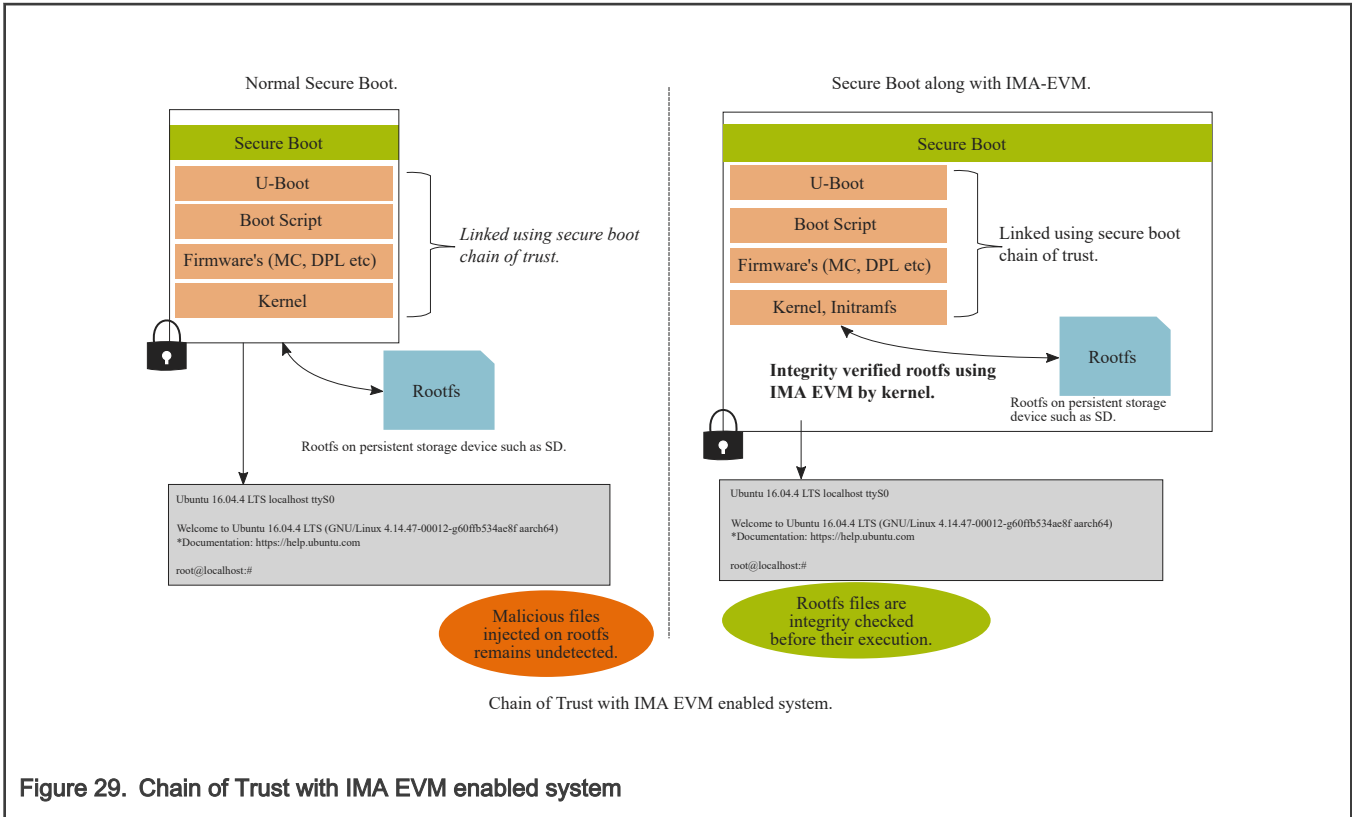 Normal Secure Boot.
Secure Boot
U-Boot
Boot Script
Firmware's (MC, DPL etc)
Kernel
Linked using secure boot
chain of trust.
Rootfs
Rootfs on persistent storage device such as SD.
Ubuntu 16.04.4 LTS localhost ttyS0
Welcome to Ubuntu 16.04.4 LTS (GNU/Linux 4.14.47-00012-g60ffb534ae8f aarch64)
*Documentation: https://help.ubuntu.com
root@localhost:#
Malicious files
injected on rootfs
remains undetected.
Secure Boot along with IMA-EVM.
Secure Boot
U-Boot
Boot Script
Firmware's (MC, DPL etc)
Kernel, Initramfs
Linked using secure boot
chain of trust.
Integrity verified rootfs using
IMA EVM by kernel.
Rootfs
Rootfs on persistent storage
device such as SD.
Ubuntu 16.04.4 LTS localhost ttyS0
Welcome to Ubuntu 16.04.4 LTS (GNU/Linux 4.14.47-00012-g60ffb534ae8f aarch64)
*Documentation: https://help.ubuntu.com
root@localhost:#
Rootfs files are
integrity checked
before their execution.
Chain of Trust with IMA EVM enabled system.
Figure 29. Chain of Trust with IMA EVM enabled system